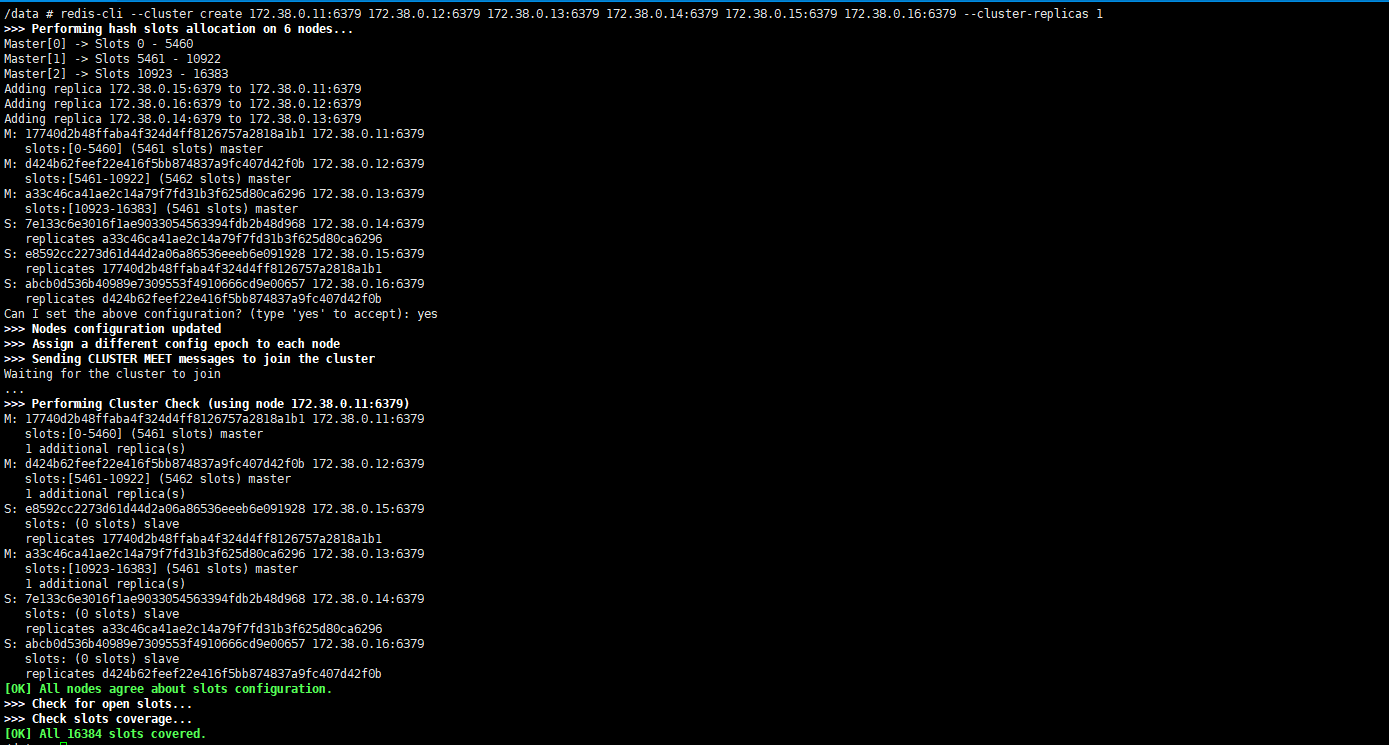 /data # redis-cli --cluster create 172.38.0.11:6379 172.38.0.12:6379 172.38.0.13:6379 172.38.0.14:6379 172.38.0.15:6379 172.38.0.16:6379 --cluster-replicas 1
>>> Performing hash slots allocation on 6 nodes...
Master[0] -> Slots 0 - 5460
Master[1] -> Slots 5461 - 10922
Master[2] -> Slots 10923 - 16383
Adding replica 172.38.0.15:6379 to 172.38.0.11:6379
Adding replica 172.38.0.16:6379 to 172.38.0.12:6379
Adding replica 172.38.0.14:6379 to 172.38.0.13:6379
M: 17740d2b48ffaba4f324d4ff8126757a2818a1b1 172.38.0.11:6379
   slots:[0-5460] (5461 slots) master
M: d424b62feef22e416f5bb874837a9fc407d42f0b 172.38.0.12:6379
   slots:[5461-10922] (5462 slots) master
M: a33c46ca41ae2c14a79f7fd31b3f625d80ca6296 172.38.0.13:6379
   slots:[10923-16383] (5461 slots) master
S: 7e133c6e3016f1ae9033054563394fdb2b48d968 172.38.0.14:6379
   replicates a33c46ca41ae2c14a79f7fd31b3f625d80ca6296
S: e8592cc2273d61d44d2a06a86536eeeb6e091928 172.38.0.15:6379
   replicates 17740d2b48ffaba4f324d4ff8126757a2818a1b1
S: abcb0d536b40989e7309553f4910666cd9e00657 172.38.0.16:6379
   replicates d424b62feef22e416f5bb874837a9fc407d42f0b
Can I set the above configuration? (type 'yes' to accept): yes
>>> Nodes configuration updated
>>> Assign a different config epoch to each node
>>> Sending CLUSTER MEET messages to join the cluster
Waiting for the cluster to join
...
>>> Performing Cluster Check (using node 172.38.0.11:6379)
M: 17740d2b48ffaba4f324d4ff8126757a2818a1b1 172.38.0.11:6379
   slots:[0-5460] (5461 slots) master
   1 additional replica(s)
M: d424b62feef22e416f5bb874837a9fc407d42f0b 172.38.0.12:6379
   slots:[5461-10922] (5462 slots) master
   1 additional replica(s)
S: e8592cc2273d61d44d2a06a86536eeeb6e091928 172.38.0.15:6379
   slots: (0 slots) slave
   replicates 17740d2b48ffaba4f324d4ff8126757a2818a1b1
M: a33c46ca41ae2c14a79f7fd31b3f625d80ca6296 172.38.0.13:6379
   slots:[10923-16383] (5461 slots) master
   1 additional replica(s)
S: 7e133c6e3016f1ae9033054563394fdb2b48d968 172.38.0.14:6379
   slots: (0 slots) slave
   replicates a33c46ca41ae2c14a79f7fd31b3f625d80ca6296
S: abcb0d536b40989e7309553f4910666cd9e00657 172.38.0.16:6379
   slots: (0 slots) slave
   replicates d424b62feef22e416f5bb874837a9fc407d42f0b
[OK] All nodes agree about slots configuration.
>>> Check for open slots...
>>> Check slots coverage...
[OK] All 16384 slots covered.